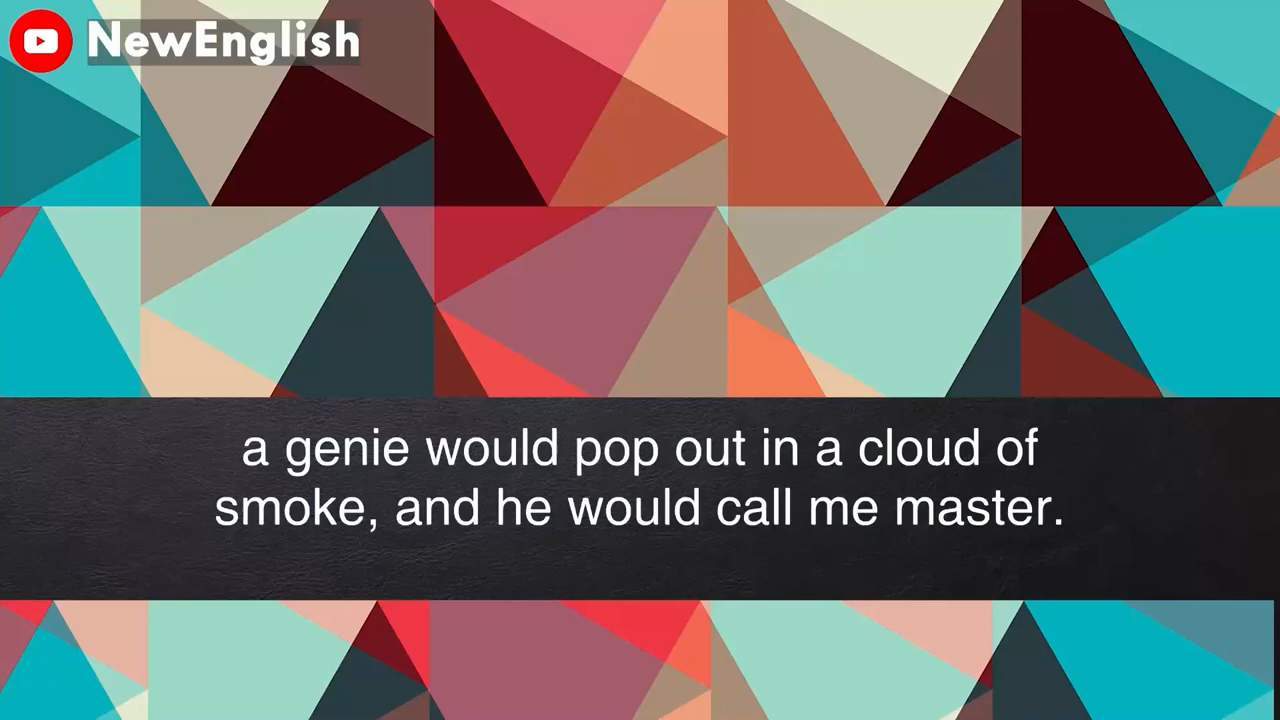 NewEnglish
a genie would pop out in a cloud of
smoke, and he would call me master.